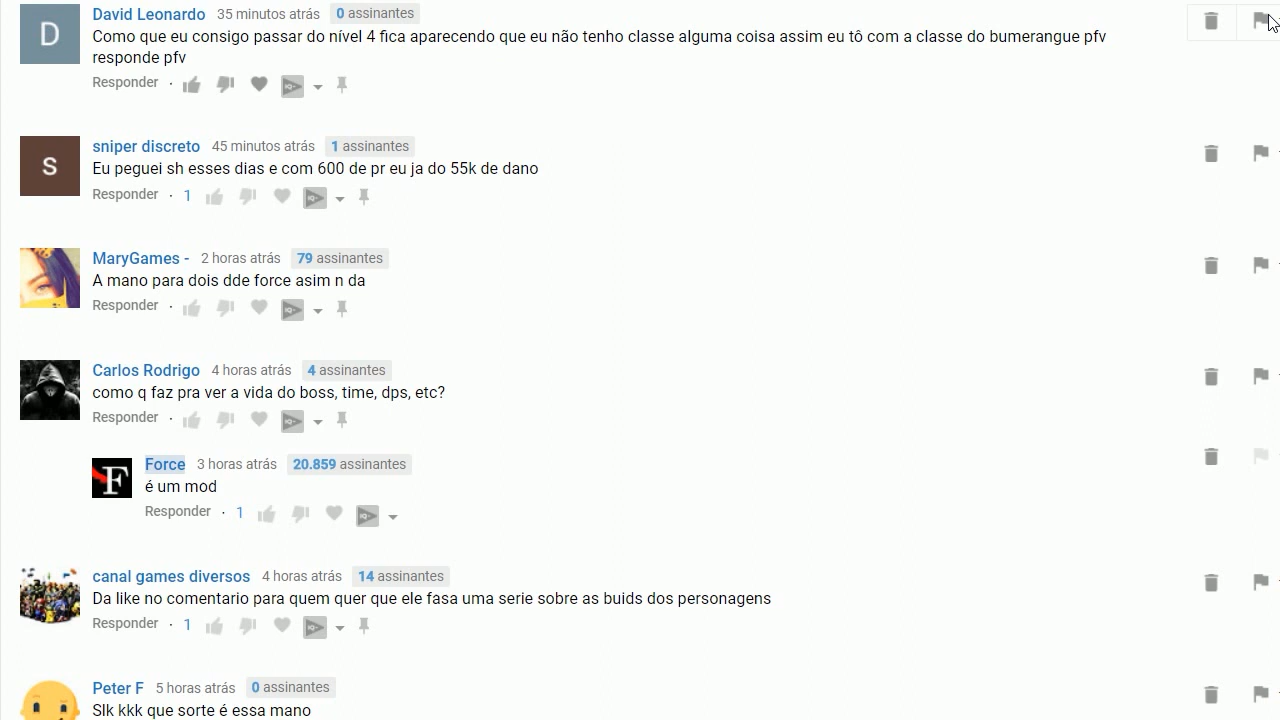 D
David Leonardo 35 minutos atrás 0 assinantes
Como que eu consigo passar do nível 4 fica aparecendo que eu não tenho classe alguma coisa assim eu tô com a classe do bumerangue pfv
responde pfv
Responder ·
S
sniper discreto 45 minutos atrás 1 assinantes
Eu peguei sh esses dias e com 600 de pr eu ja do 55k de dano
Responder · 1
MaryGames - 2 horas atrás 79 assinantes
A mano para dois dde force asim n da
Responder ·
Carlos Rodrigo 4 horas atrás 4 assinantes
como q faz pra ver a vida do boss, time, dps, etc?
Responder ·
F
Force 3 horas atrás 20.859 assinantes
é um mod
Responder · 1
canal games diversos 4 horas atrás 14 assinantes
Da like no comentario para quem quer que ele fasa uma serie sobre as buids dos personagens
Responder · 1
Peter F 5 horas atrás 0 assinantes
Slk kkk que sorte é essa mano